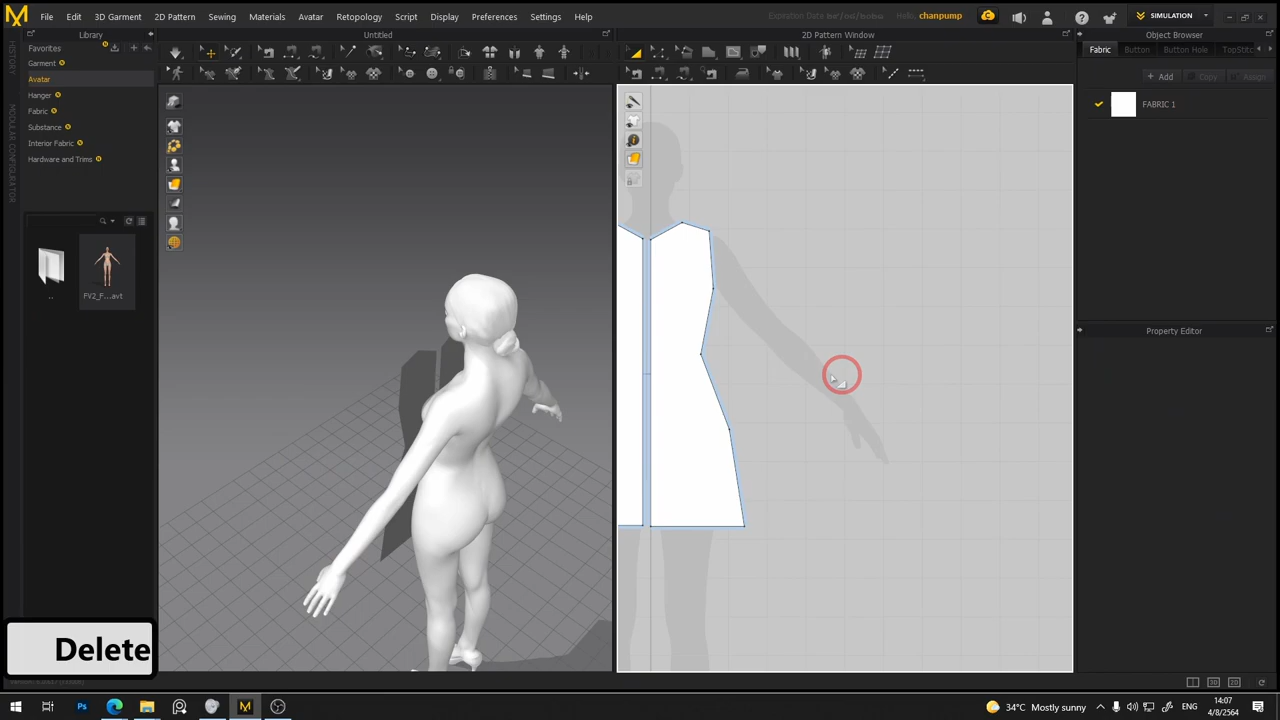 File Edit 3D Garment 2D Pattern Sewing Materials Avatar Retopology Script Display Preferences Settings Help
Hello, chanpump
SIMULATION
Library
Untitled
2D Pattern Window
Object Browser
HISTORY
MODULAR CONFIGURATOR
Favorites
Garment
Avatar
Hanger
Fabric
Substance
Interior Fabric
Hardware and Trims
Fabric Button Button Hole TopStitc
+ Add Copy Assign
FABRIC 1
..
FV2_F...avt
Property Editor
Delete
34°C Mostly sunny
ENG
14:07
4/8/2564